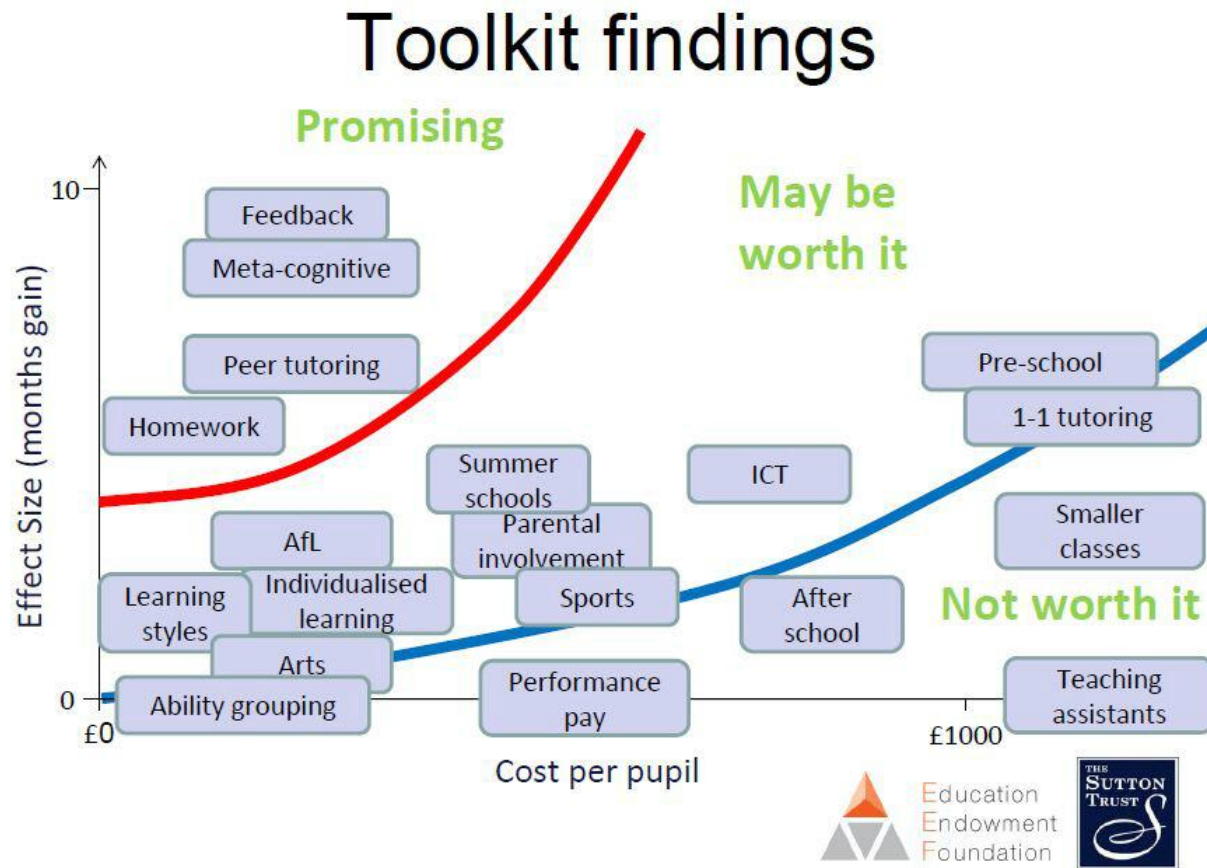 Toolkit findings
Promising
10
Feedback
May be
worth it
Meta-cognitive
Effect Size (months gain)
Peer tutoring
Pre-school
Homework
1-1 tutoring
Summer
schools
ICT
AfL
Parental
involvement
Smaller
classes
Learning
styles
Individualised
learning
Sports
After
school
Not worth it
Arts
0
Ability grouping
Performance
pay
Teaching
assistants
£0
£1000
Cost per pupil
Education
Endowment
Foundation
THE
SUTTON
TRUST
S